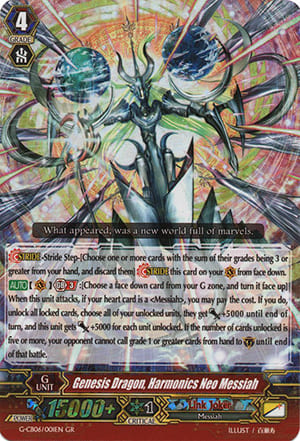 4
GRADE
What appeared, was a new world full of marvels.
STRIDE-Stride Step-[Choose one or more cards with the sum of their grades being 3 or
greater from your hand, and discard them] STRIDE this card on your from face down.
AUTO【 】GB 3:[Choose a face down card from your G zone, and turn it face up]
When this unit attacks, if your heart card is a <Messiah>, you may pay the cost. If you do,
unlock all locked cards, choose all of your unlocked units, they get +5000 until end of
turn, and this unit gets +5000 for each unit unlocked. If the number of cards unlocked is
five or more, your opponent cannot call grade 1 or greater cards from hand to until end
of that battle.
G
UNIT
Genesis Dragon, Harmonics Neo Messiah
POWER
15000+
1
CRITICAL
Link Joker
Messiah
G-CB06/001EN GR
ILLUST /